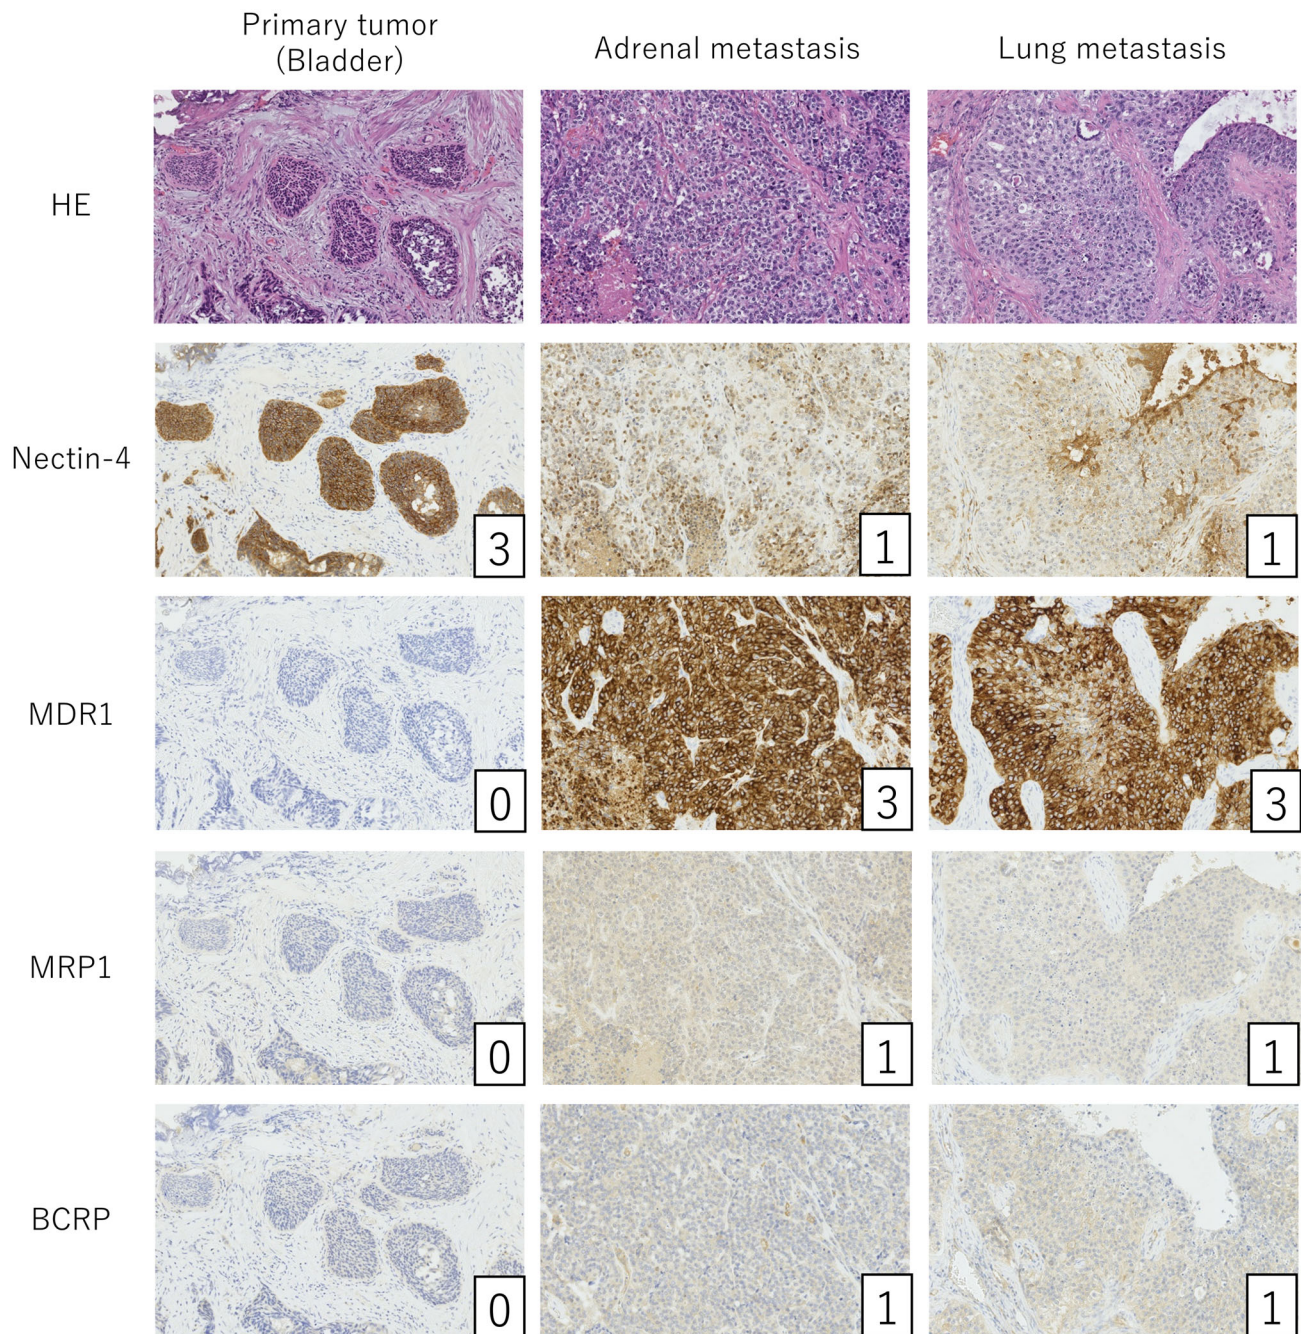 Primary tumor
(Bladder)
Adrenal metastasis
Lung metastasis
HE
Nectin-4
3
1
1
MDR1
0
3
3
MRP1
0
1
1
BCRP
0
1
1